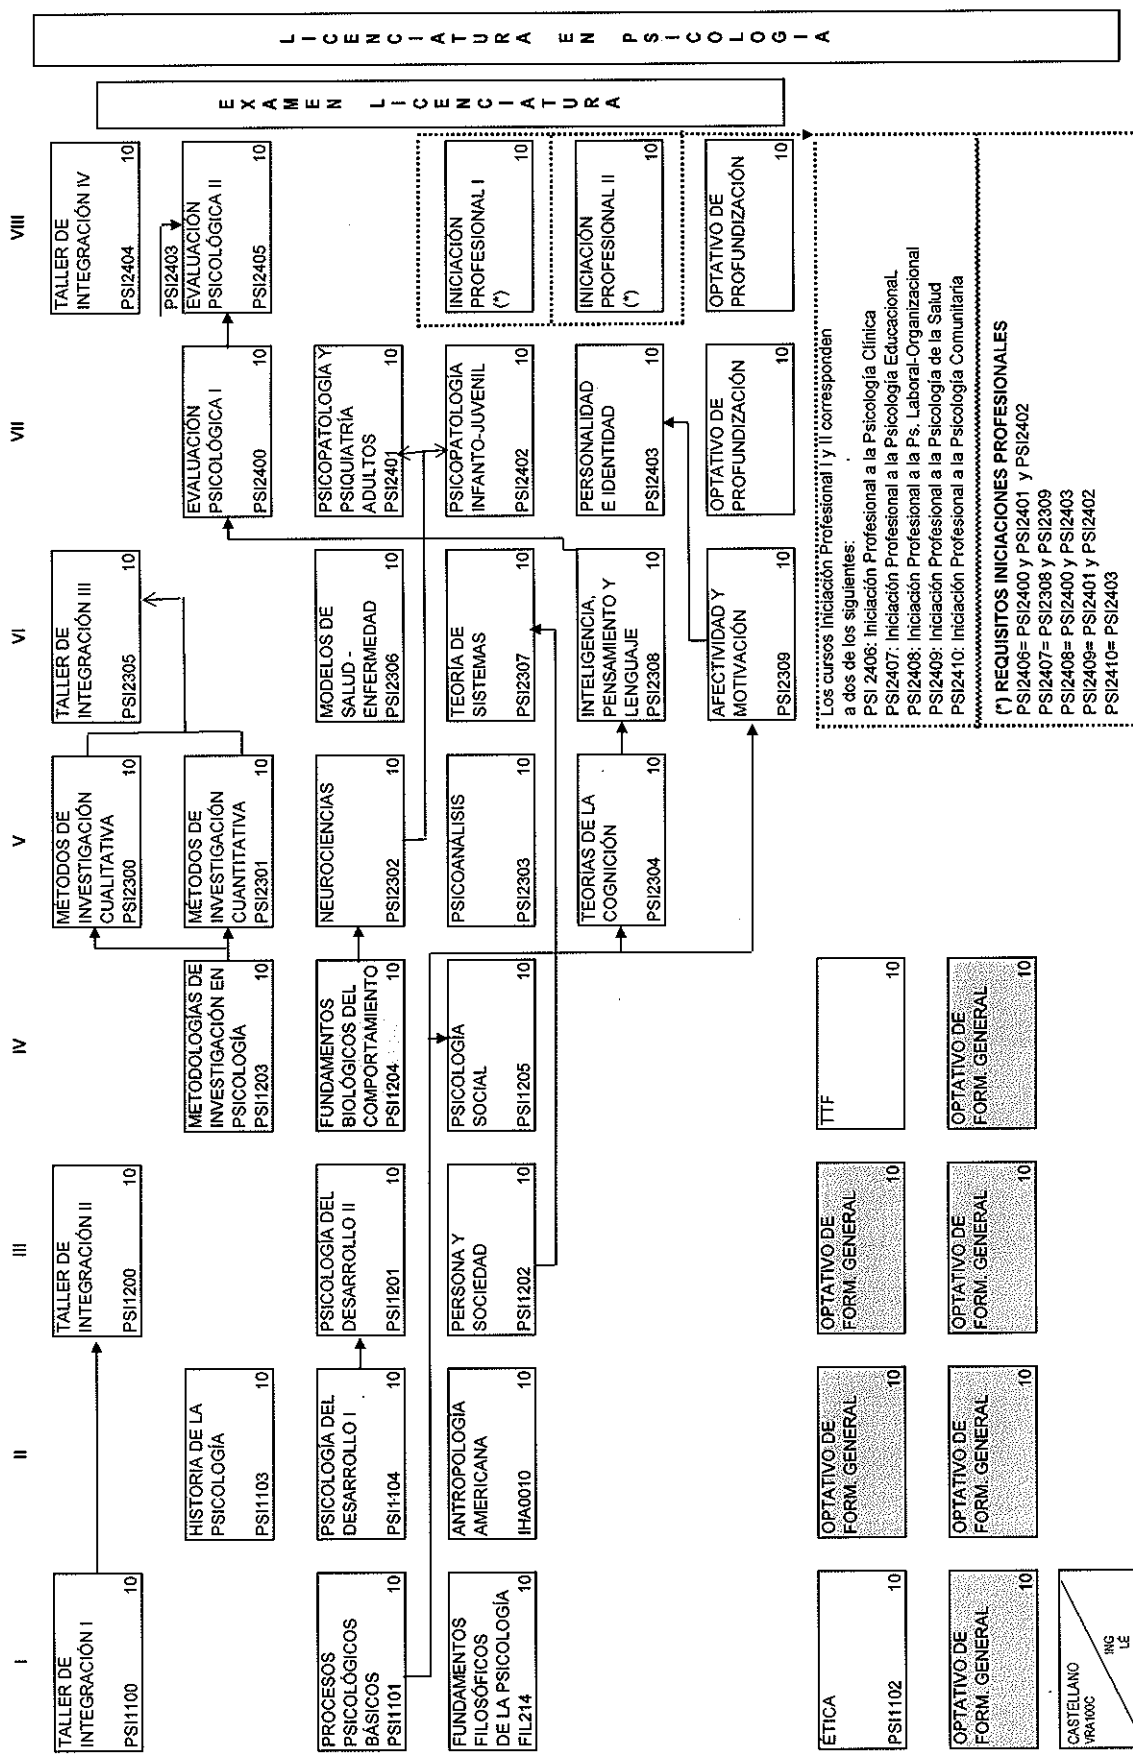 I
II
III
IV
V
VI
VII
VIII
TALLER DE
INTEGRACIÓN I
PSI1100 10
PROCESOS
PSICOLÓGICOS
BÁSICOS
PSI1101 10
FUNDAMENTOS
FILOSÓFICOS
DE LA PSICOLOGÍA
FIL214 10
ÉTICA
PSI1102 10
OPTATIVO DE
FORM. GENERAL
10
CASTELLANO
VRA100C
ING
LÉ
HISTORIA DE LA
PSICOLOGÍA
PSI1103 10
PSICOLOGÍA DEL
DESARROLLO I
PSI1104 10
ANTROPOLOGÍA
AMERICANA
IHA0010 10
OPTATIVO DE
FORM. GENERAL
10
OPTATIVO DE
FORM. GENERAL
10
TALLER DE
INTEGRACIÓN II
PSI1200 10
PSICOLOGÍA DEL
DESARROLLO II
PSI1201 10
PERSONA Y
SOCIEDAD
PSI1202 10
OPTATIVO DE
FORM. GENERAL
10
OPTATIVO DE
FORM. GENERAL
10
METODOLOGÍAS DE
INVESTIGACIÓN EN
PSICOLOGÍA
PSI1203 10
FUNDAMENTOS
BIOLÓGICOS DEL
COMPORTAMIENTO
PSI1204 10
PSICOLOGÍA
SOCIAL
PSI1205 10
TTF
10
OPTATIVO DE
FORM. GENERAL
10
MÉTODOS DE
INVESTIGACIÓN
CUALITATIVA
PSI2300 10
MÉTODOS DE
INVESTIGACIÓN
CUANTITATIVA
PSI2301 10
NEUROCIENCIAS
PSI2302 10
PSICOANÁLISIS
PSI2303 10
TEORÍAS DE LA
COGNICIÓN
PSI2304 10
TALLER DE
INTEGRACIÓN III
PSI2305 10
MODELOS DE
SALUD -
ENFERMEDAD
PSI2306 10
TEORÍA DE
SISTEMAS
PSI2307 10
INTELIGENCIA,
PENSAMIENTO Y
LENGUAJE
PSI2308 10
AFECTIVIDAD Y
MOTIVACIÓN
PSI2309 10
EVALUACIÓN
PSICOLÓGICA I
PSI2400 10
PSICOPATOLOGÍA Y
PSIQUIATRÍA
ADULTOS
PSI2401 10
PSICOPATOLOGÍA
INFANTO-JUVENIL
PSI2402 10
PERSONALIDAD
E IDENTIDAD
PSI2403 10
OPTATIVO DE
PROFUNDIZACIÓN
10
TALLER DE
INTEGRACIÓN IV
PSI2404 10
PSI2403
EVALUACIÓN
PSICOLÓGICA II
PSI2405 10
INICIACIÓN
PROFESIONAL I
(*) 10
INICIACIÓN
PROFESIONAL II
(*) 10
OPTATIVO DE
PROFUNDIZACIÓN
10
Los cursos Iniciación Profesional I y II corresponden
a dos de los siguientes:
PSI 2406: Iniciación Profesional a la Psicología Clínica
PSI2407: Iniciación Profesional a la Psicología Educacional.
PSI2408: Iniciación Profesional a la Ps. Laboral-Organizacional
PSI2409: Iniciación Profesional a la Psicología de la Salud
PSI2410: Iniciación Profesional a la Psicología Comunitaria
(*) REQUISITOS INICIACIONES PROFESIONALES
PSI2406= PSI2400 y PSI2401 y PSI2402
PSI2407= PSI2308 y PSI2309
PSI2408= PSI2400 y PSI2403
PSI2409= PSI2401 y PSI2402
PSI2410= PSI2403
EXAMEN LICENCIATURA
LICENCIATURA EN PSICOLOGIA